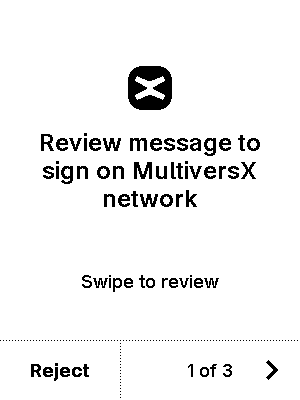 Review message to
sign on MultiversX
network
Swipe to review
Reject
1 of 3